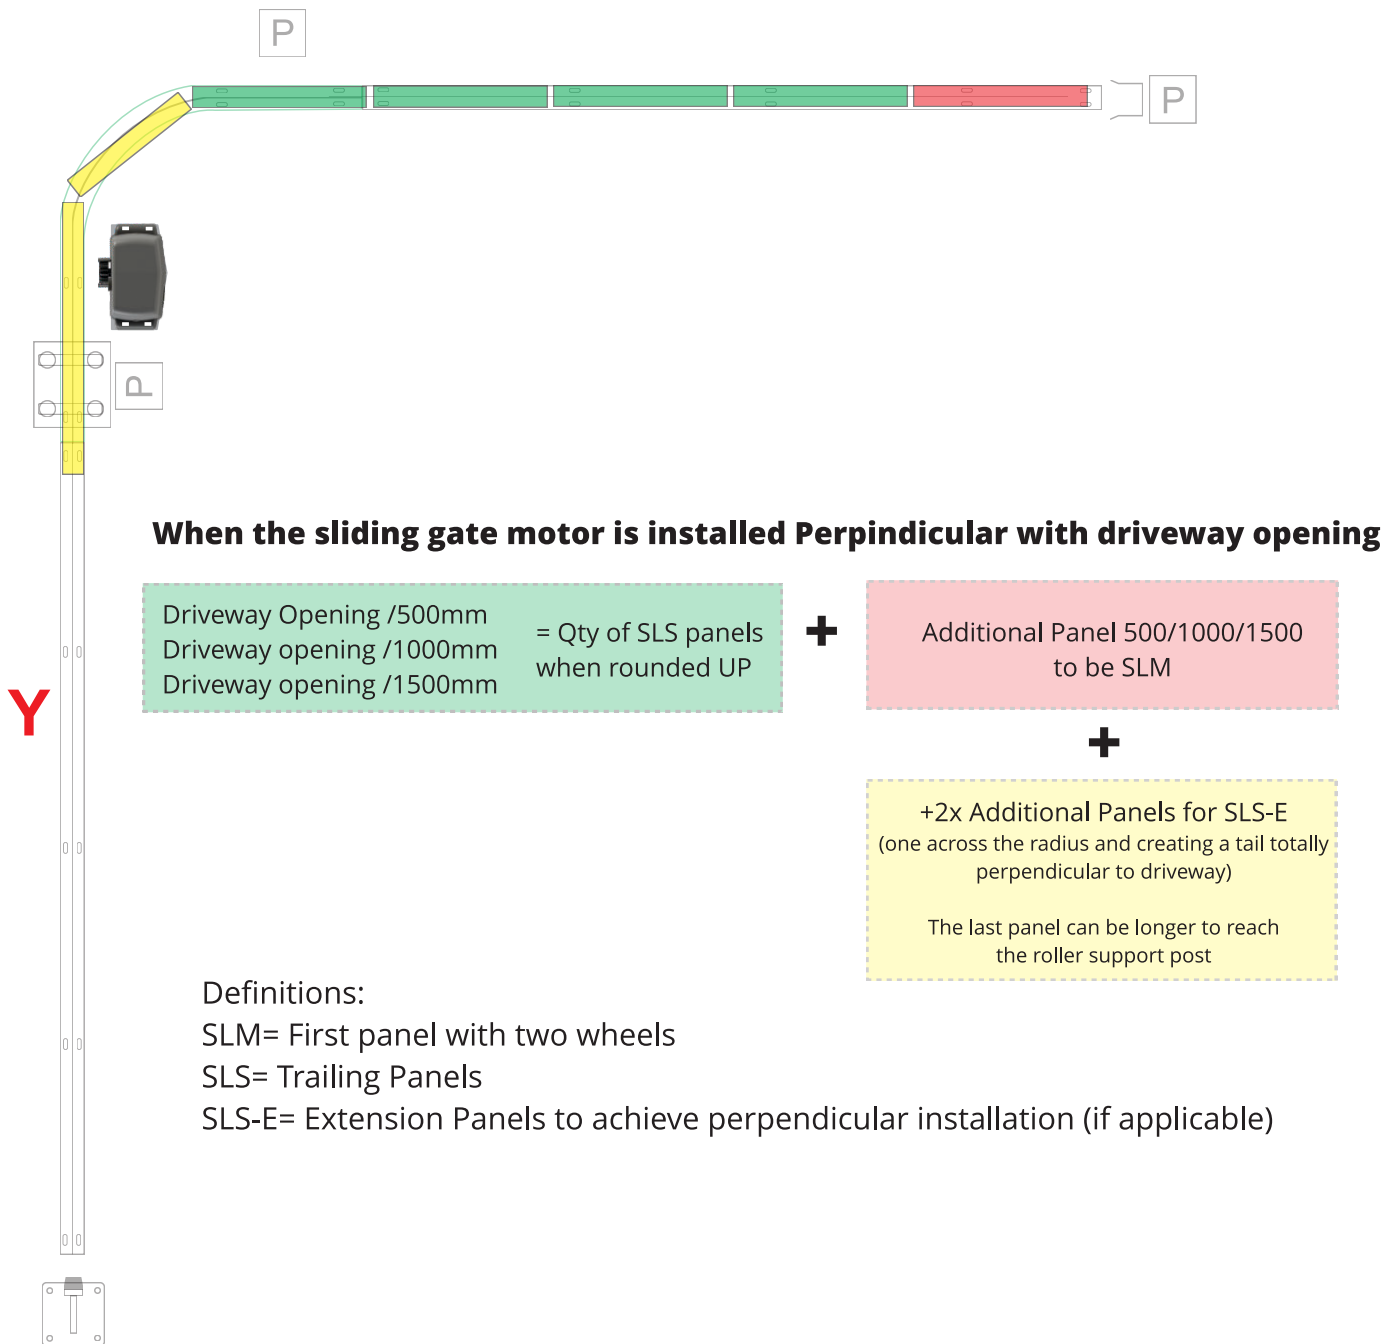 P
P
P
When the sliding gate motor is installed Perpindicular with driveway opening
Driveway Opening /500mm
Driveway opening /1000mm
Driveway opening /1500mm
= Qty of SLS panels
when rounded UP
+
Additional Panel 500/1000/1500
to be SLM
Y
+
+2x Additional Panels for SLS-E
(one across the radius and creating a tail totally
perpendicular to driveway)
The last panel can be longer to reach
the roller support post
Definitions:
SLM= First panel with two wheels
SLS= Trailing Panels
SLS-E= Extension Panels to achieve perpendicular installation (if applicable)